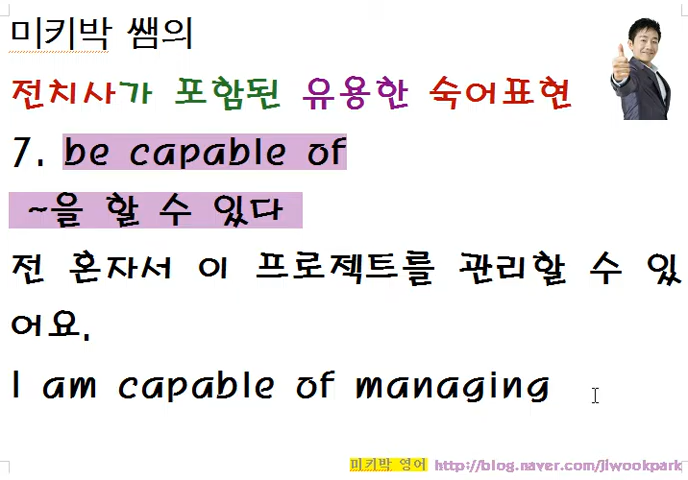 미키박 쌤의
전치사가 포함된 유용한 숙어표현
7. be capable of
~을 할 수 있다
전 혼자서 이 프로젝트를 관리할 수 있
어요.
I am capable of managing
미키박 영어 http://blog.naver.com/jiwookpark